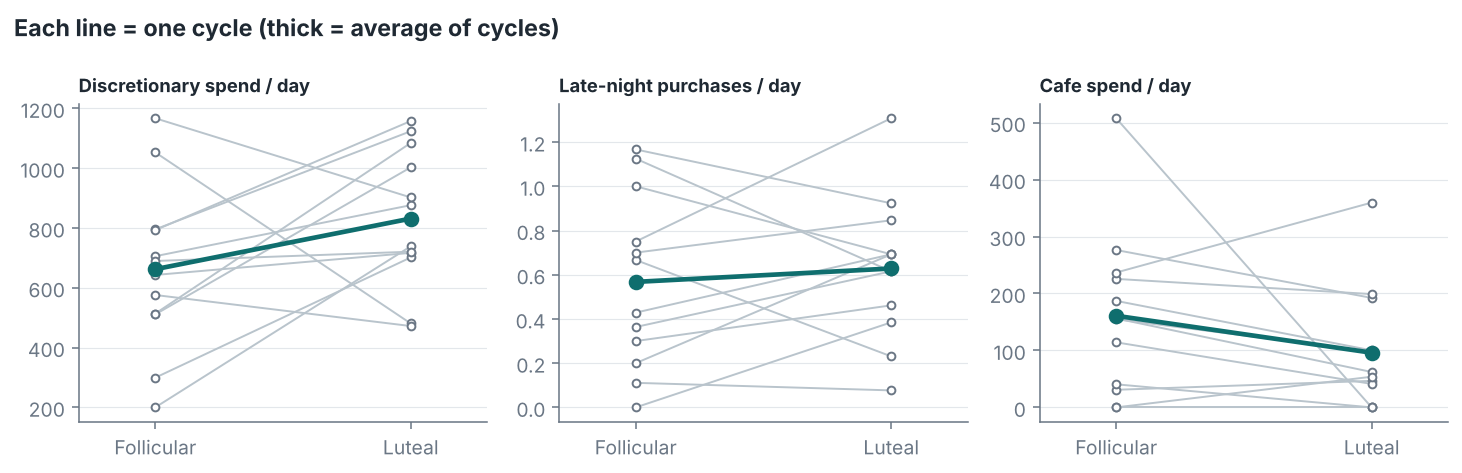 Each line = one cycle (thick = average of cycles)
Discretionary spend / day
1200
1000
800
600
400
200
Follicular Luteal
Late-night purchases / day
1.2
1.0
0.8
0.6
0.4
0.2
0.0
Follicular Luteal
Cafe spend / day
500
400
300
200
100
0
Follicular Luteal